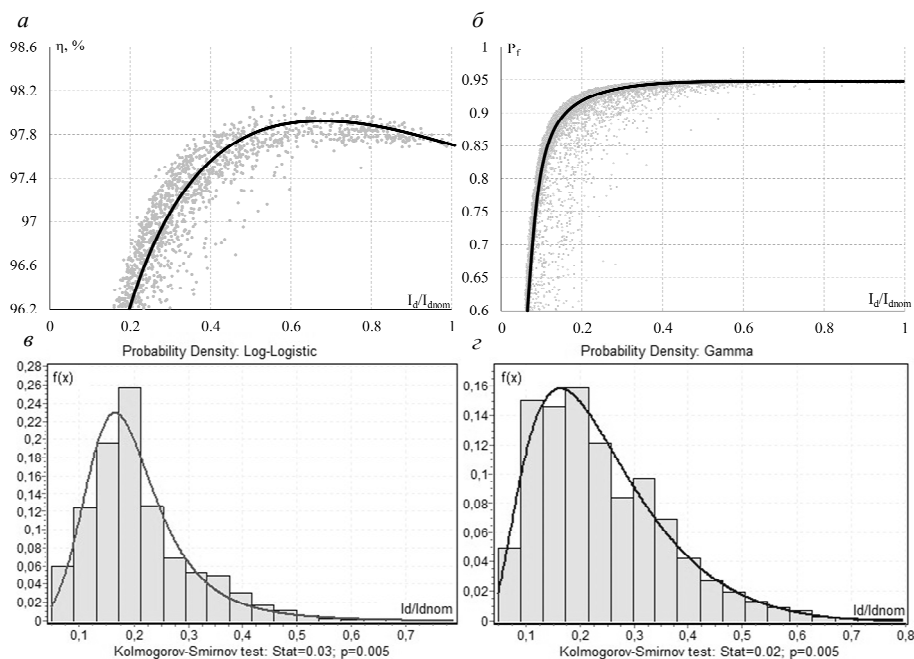 а
б
η, %
98.6
98.2
97.8
97.4
97
96.6
96.2
0 0.2 0.4 0.6 0.8 1
I_d/I_dnom
P_f
1
0.95
0.9
0.85
0.8
0.75
0.7
0.65
0.6
0 0.2 0.4 0.6 0.8 1
I_d/I_dnom
в
Probability Density: Log-Logistic
f(x)
0,28
0,26
0,24
0,22
0,2
0,18
0,16
0,14
0,12
0,1
0,08
0,06
0,04
0,02
0,1 0,2 0,3 0,4 0,5 0,6 0,7
Id/Idnom
Kolmogorov-Smirnov test: Stat=0.03; p=0.005
г
Probability Density: Gamma
f(x)
0,16
0,14
0,12
0,1
0,08
0,06
0,04
0,02
0
0,1 0,2 0,3 0,4 0,5 0,6 0,7 0,8
Id/Idnom
Kolmogorov-Smirnov test: Stat=0.02; p=0.005